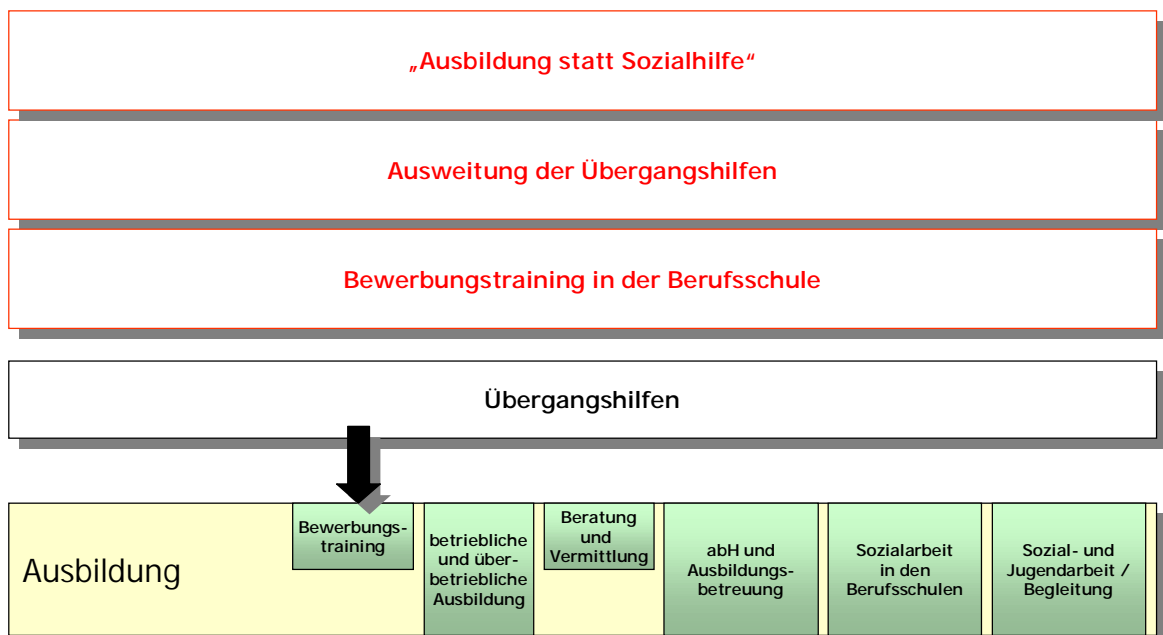 „Ausbildung statt Sozialhilfe“
Ausweitung der Übergangshilfen
Bewerbungstraining in der Berufsschule
Übergangshilfen
Ausbildung
Bewerbungs-
training
betriebliche
und über-
betriebliche
Ausbildung
Beratung
und
Vermittlung
abH und
Ausbildungs-
betreuung
Sozialarbeit
in den
Berufsschulen
Sozial- und
Jugendarbeit /
Begleitung